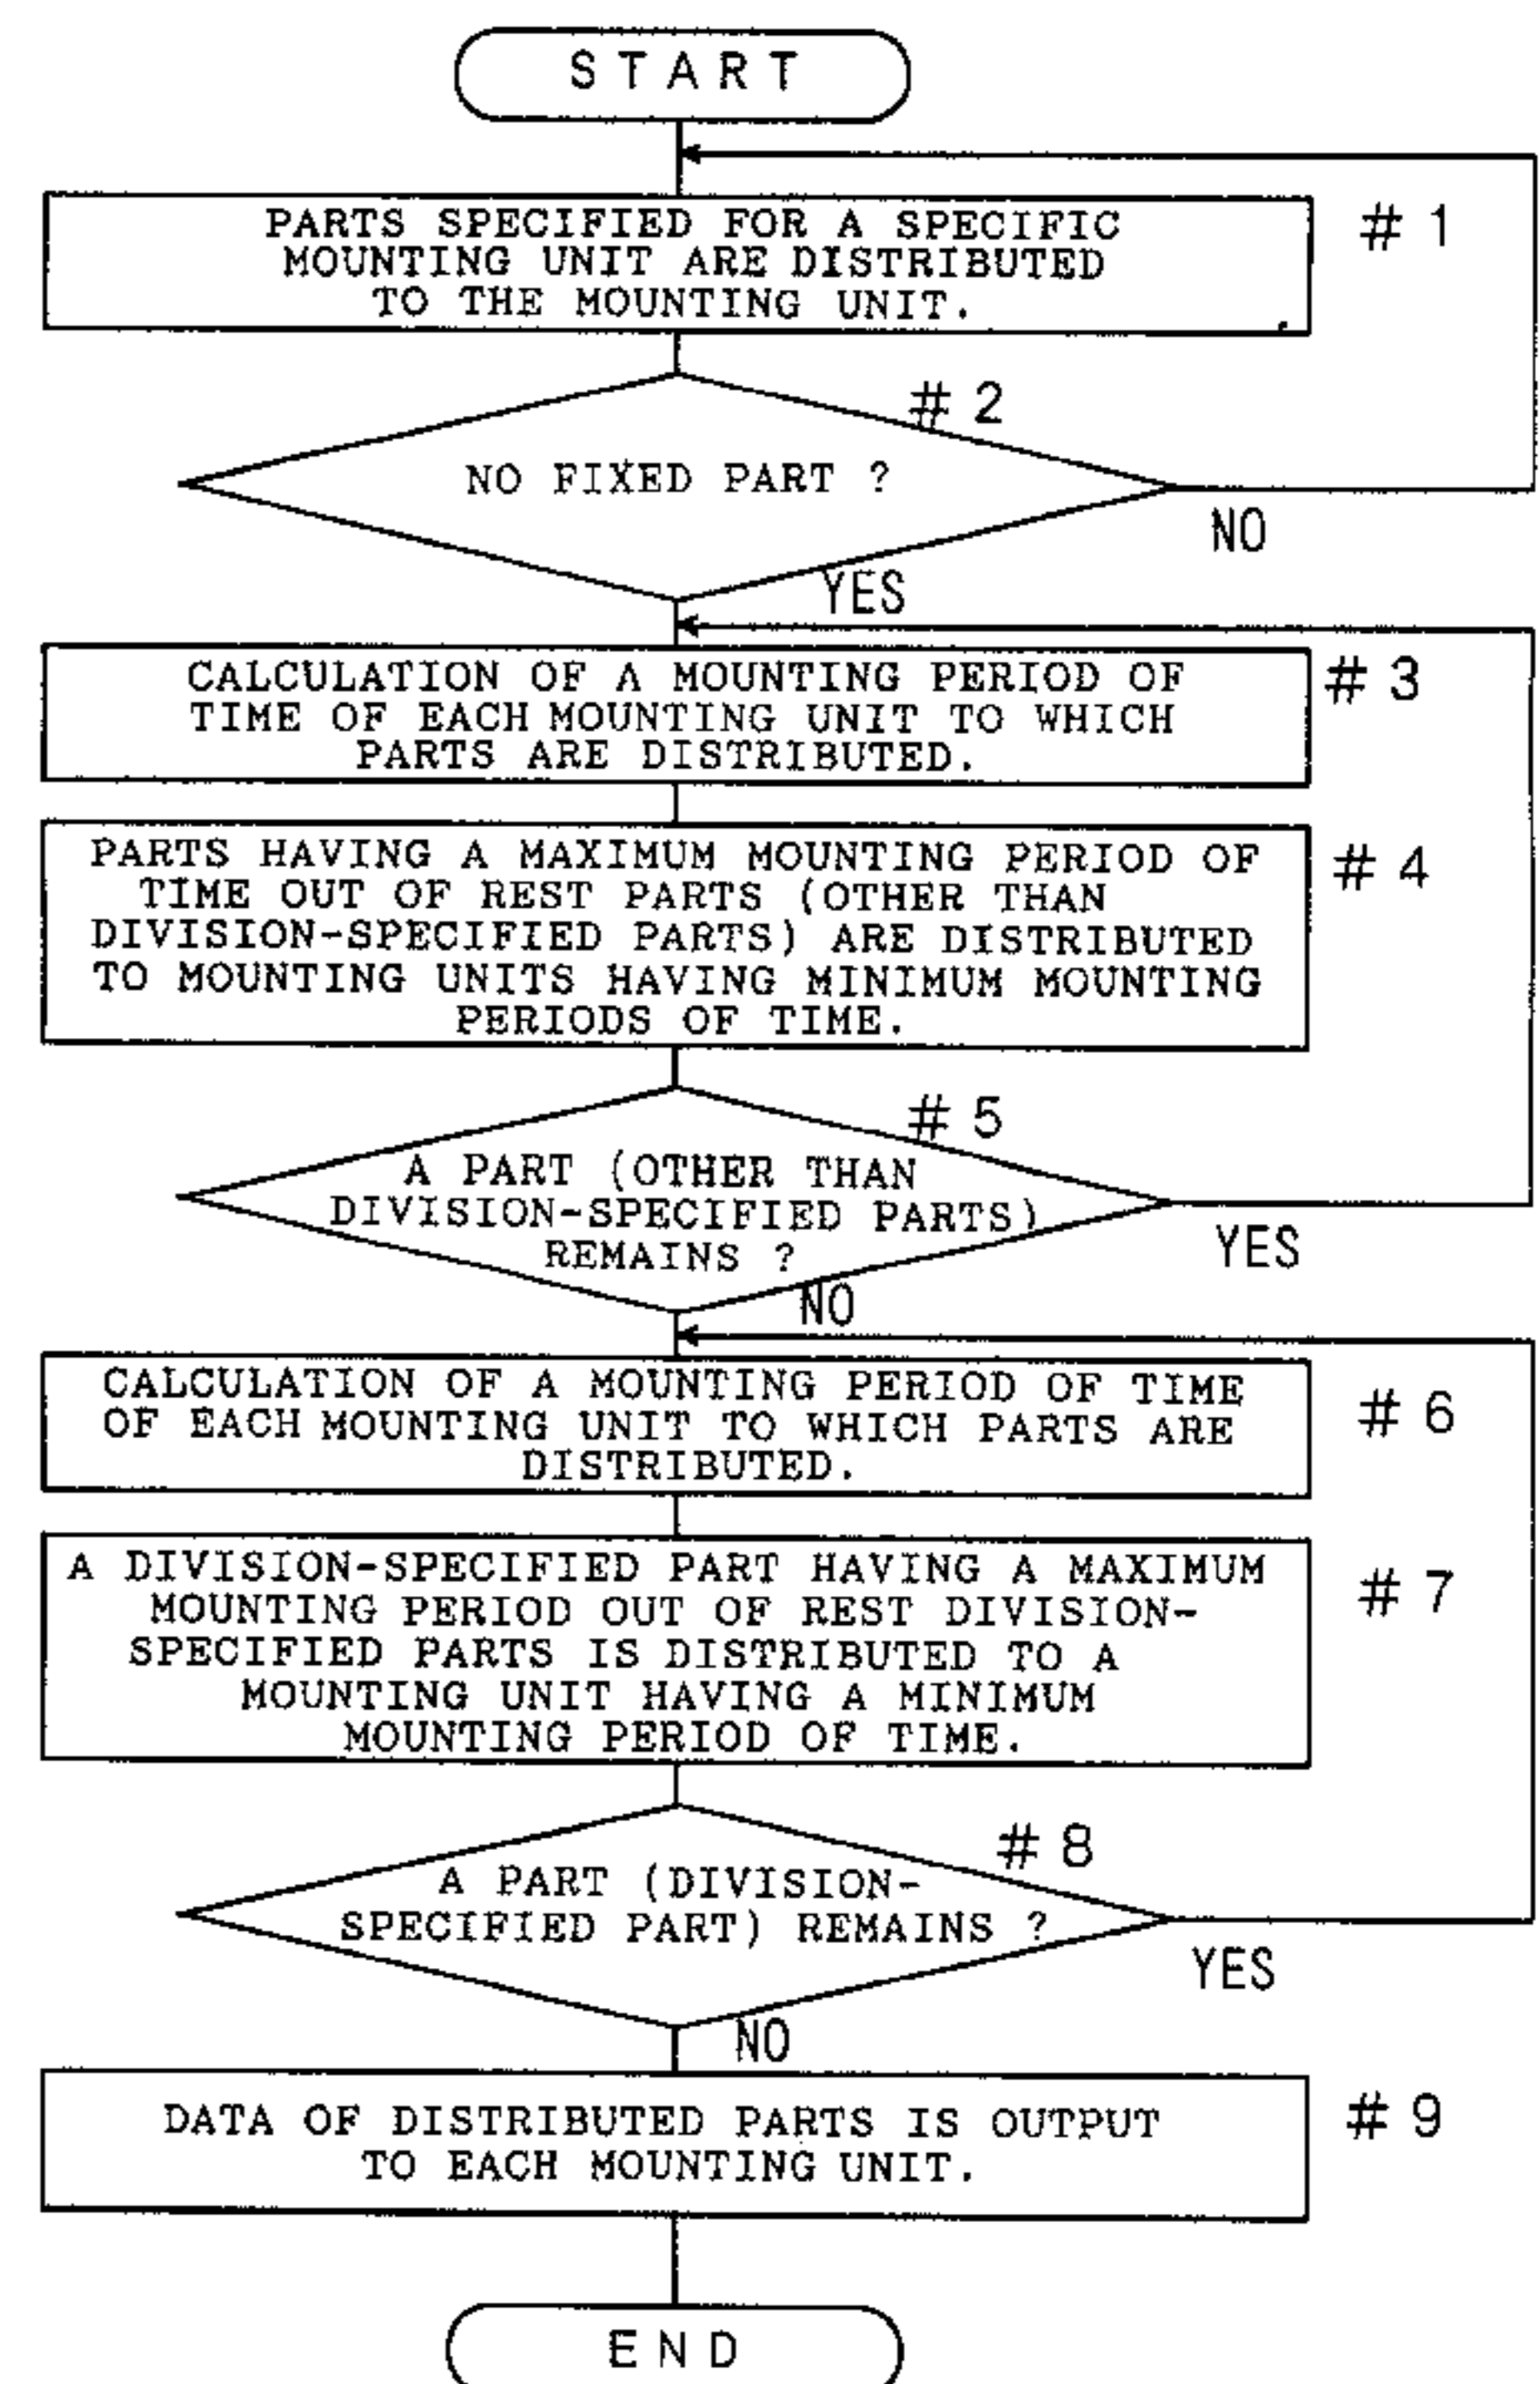 START
PARTS SPECIFIED FOR A SPECIFIC
MOUNTING UNIT ARE DISTRIBUTED
TO THE MOUNTING UNIT.
#1
#2
NO FIXED PART ?
NO
YES
CALCULATION OF A MOUNTING PERIOD OF
TIME OF EACH MOUNTING UNIT TO WHICH
PARTS ARE DISTRIBUTED.
#3
PARTS HAVING A MAXIMUM MOUNTING PERIOD OF
TIME OUT OF REST PARTS (OTHER THAN
DIVISION-SPECIFIED PARTS) ARE DISTRIBUTED
TO MOUNTING UNITS HAVING MINIMUM MOUNTING
PERIODS OF TIME.
#4
#5
A PART (OTHER THAN
DIVISION-SPECIFIED PARTS)
REMAINS ?
YES
NO
CALCULATION OF A MOUNTING PERIOD OF TIME
OF EACH MOUNTING UNIT TO WHICH PARTS ARE
DISTRIBUTED.
#6
A DIVISION-SPECIFIED PART HAVING A MAXIMUM
MOUNTING PERIOD OUT OF REST DIVISION-
SPECIFIED PARTS IS DISTRIBUTED TO A
MOUNTING UNIT HAVING A MINIMUM
MOUNTING PERIOD OF TIME.
#7
#8
A PART (DIVISION-
SPECIFIED PART) REMAINS ?
YES
NO
DATA OF DISTRIBUTED PARTS IS OUTPUT
TO EACH MOUNTING UNIT.
#9
END